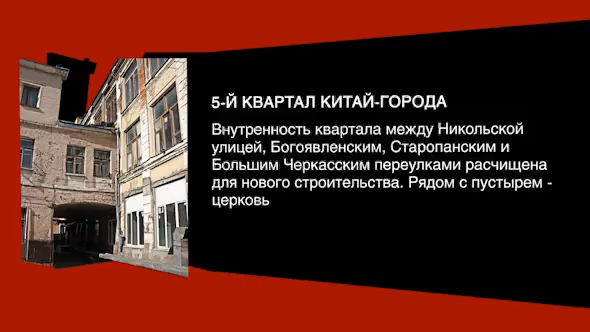 5-Й КВАРТАЛ КИТАЙ-ГОРОДА
Внутренность квартала между Никольской
улицей, Богоявленским, Старопанским и
Большим Черкасским переулками расчищена
для нового строительства. Рядом с пустырем -
церковь